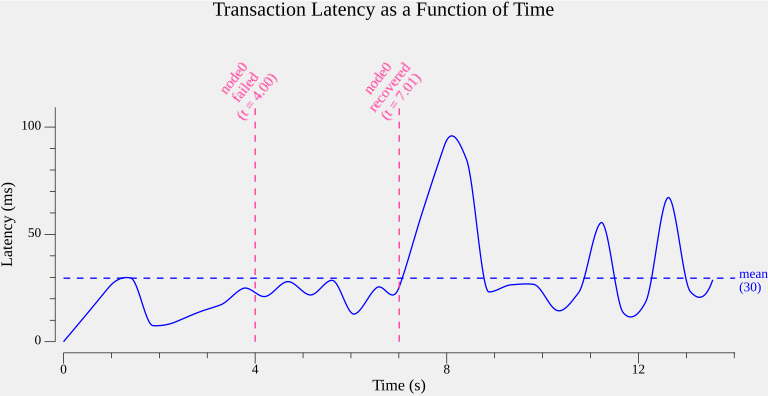 Transaction Latency as a Function of Time
node0
failed
(t = 4.00)
node0
recovered
(t = 7.01)
100
50
0
Latency (ms)
mean
(30)
0 4 8 12
Time (s)